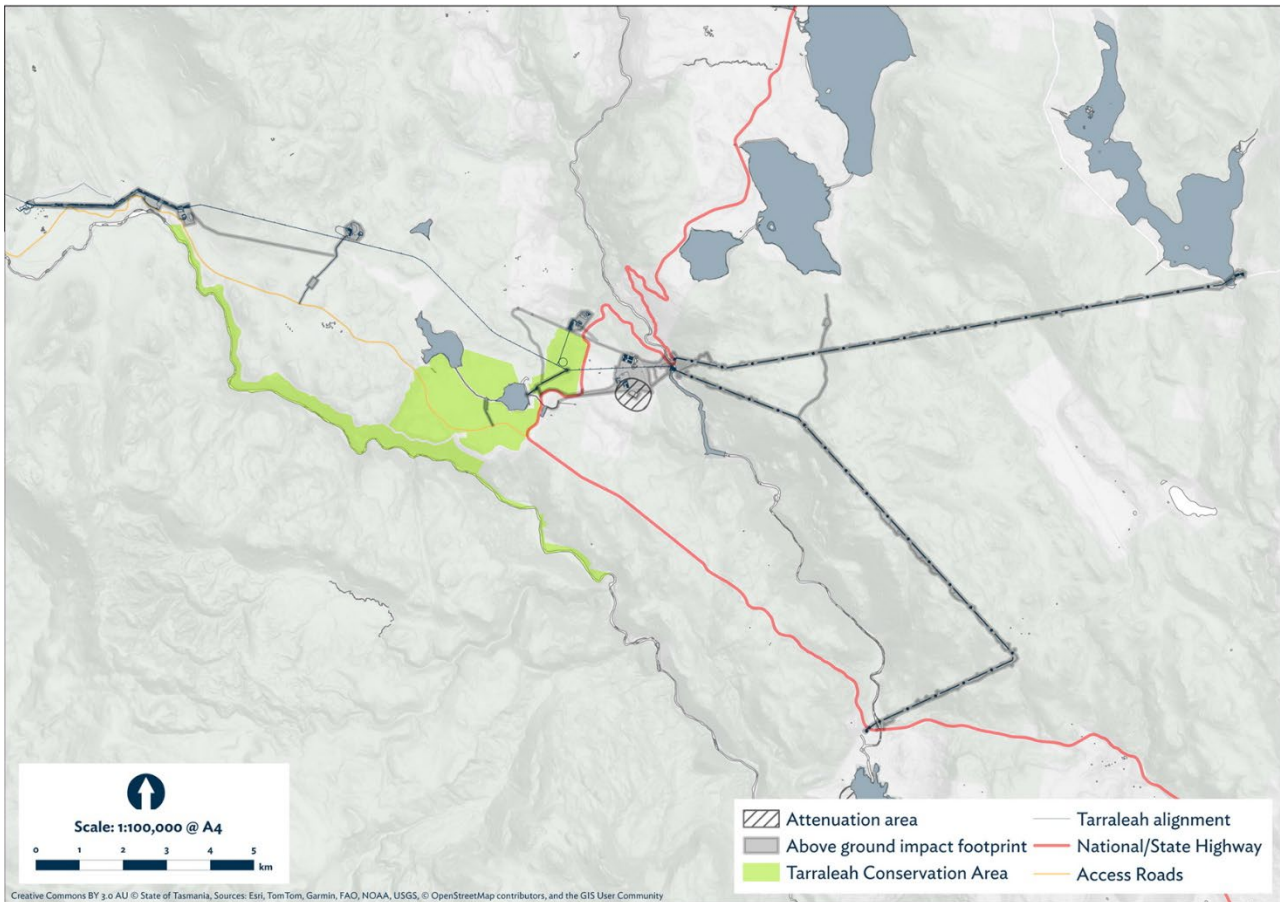 Scale: 1:100,000 @ A4
0 1 2 3 4 5
km
Attenuation area
Above ground impact footprint
Tarraleah Conservation Area
Tarraleah alignment
National/State Highway
Access Roads
Creative Commons BY 3.0 AU © State of Tasmania, Sources: Esri, TomTom, Garmin, FAO, NOAA, USGS, © OpenStreetMap contributors, and the GIS User Community